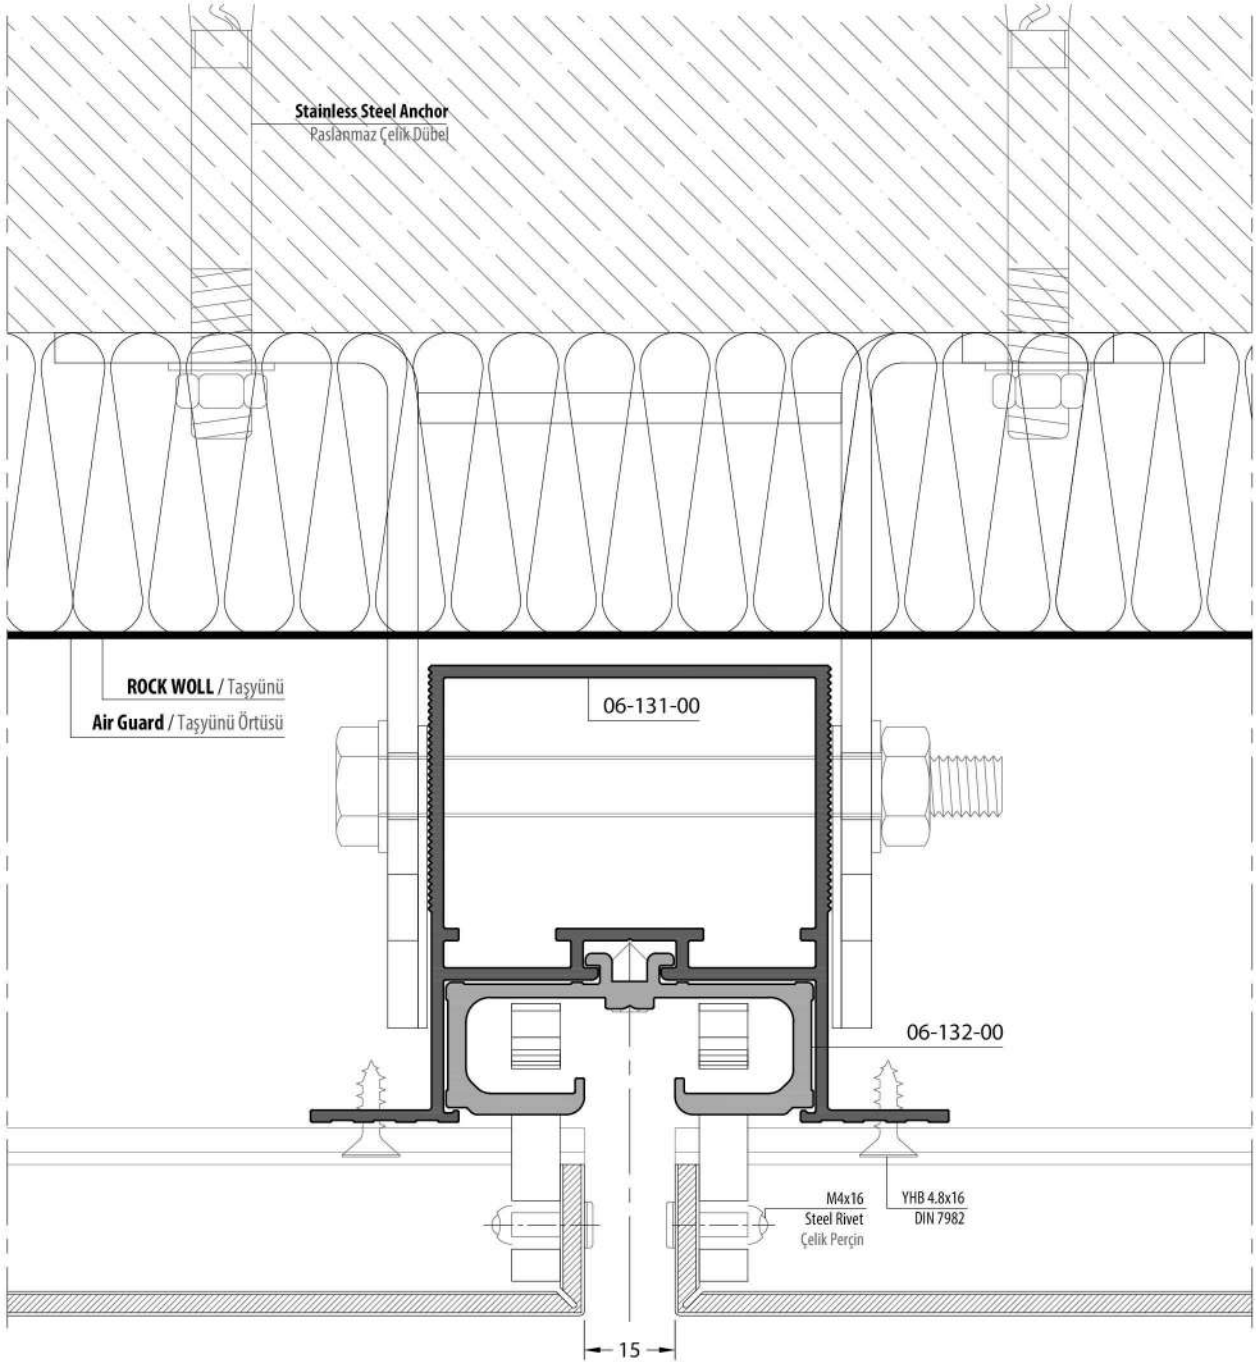 Stainless Steel Anchor
Paslanmaz Çelik Dübel
ROCK WOLL / Taşyünü
Air Guard / Taşyünü Örtüsü
06-131-00
06-132-00
M4x16
Steel Rivet
Çelik Perçin
YHB 4.8x16
DIN 7982
15